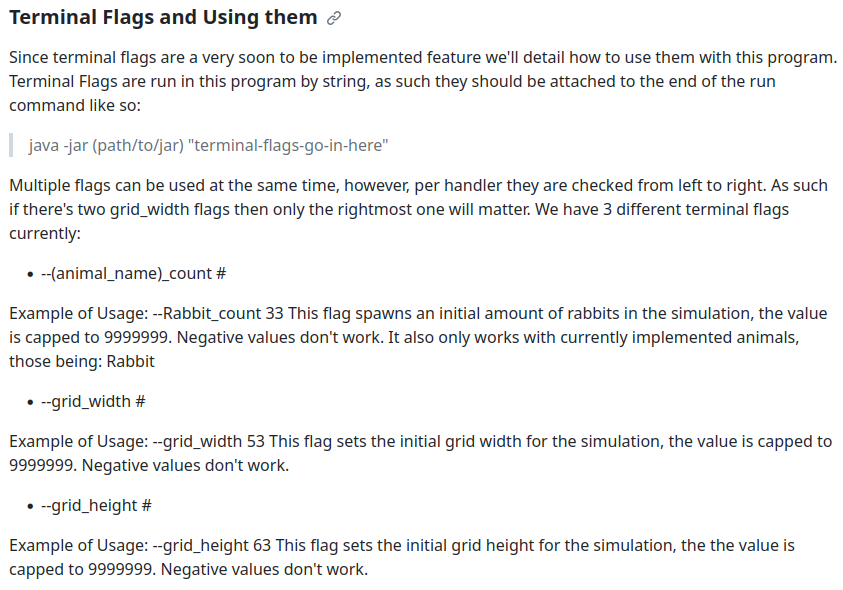 Terminal Flags and Using them
Since terminal flags are a very soon to be implemented feature we'll detail how to use them with this program.
Terminal Flags are run in this program by string, as such they should be attached to the end of the run
command like so:
java -jar (path/to/jar) "terminal-flags-go-in-here"
Multiple flags can be used at the same time, however, per handler they are checked from left to right. As such
if there's two grid_width flags then only the rightmost one will matter. We have 3 different terminal flags
currently:
• --(animal_name)_count #
Example of Usage: --Rabbit_count 33 This flag spawns an initial amount of rabbits in the simulation, the value
is capped to 9999999. Negative values don't work. It also only works with currently implemented animals,
those being: Rabbit
• --grid_width #
Example of Usage: --grid_width 53 This flag sets the initial grid width for the simulation, the value is capped to
9999999. Negative values don't work.
• --grid_height #
Example of Usage: --grid_height 63 This flag sets the initial grid height for the simulation, the the value is
capped to 9999999. Negative values don't work.